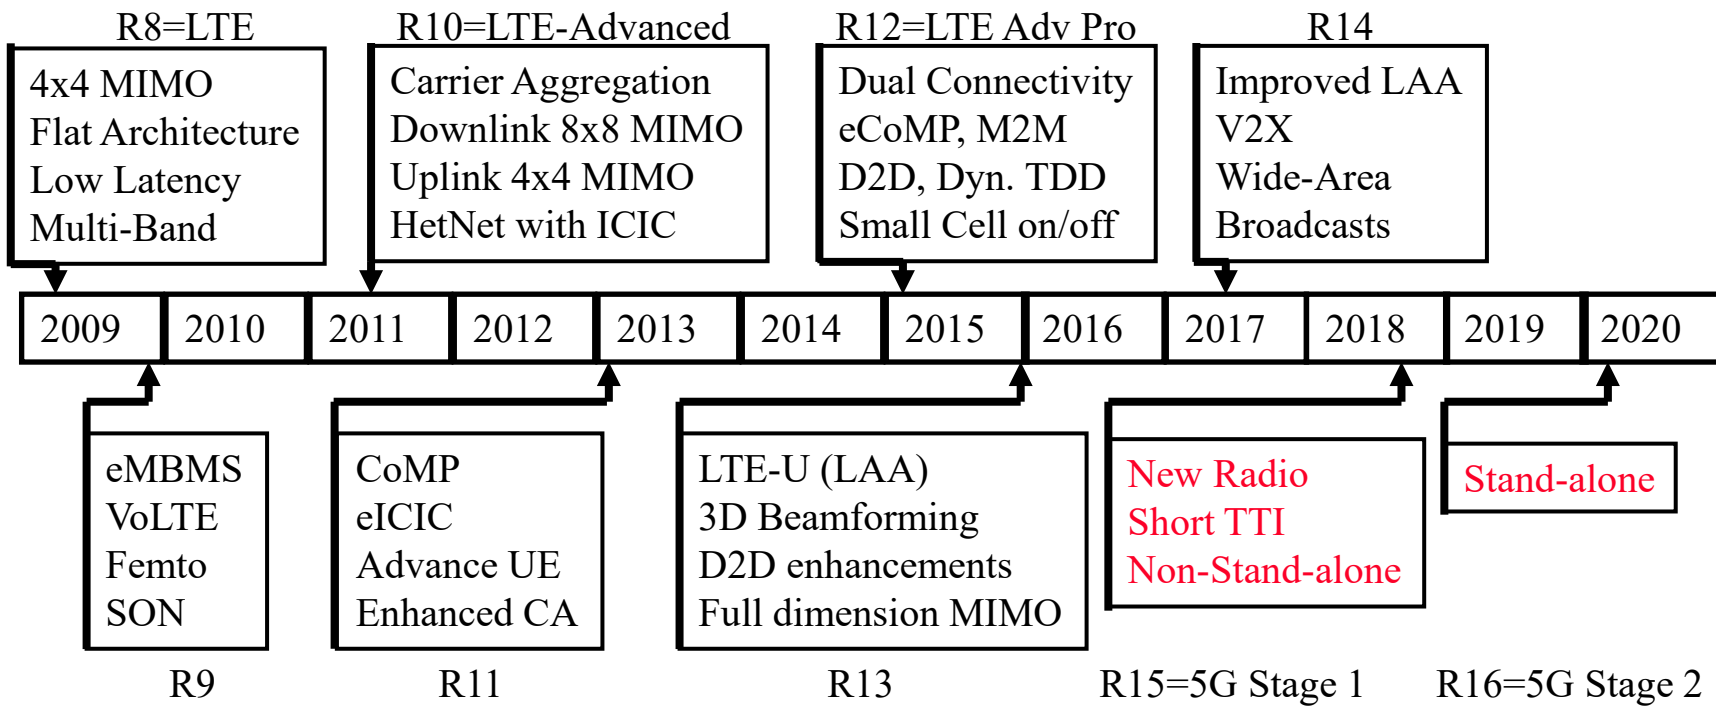 R8=LTE
4x4 MIMO
Flat Architecture
Low Latency
Multi-Band
R10=LTE-Advanced
Carrier Aggregation
Downlink 8x8 MIMO
Uplink 4x4 MIMO
HetNet with ICIC
R12=LTE Adv Pro
Dual Connectivity
eCoMP, M2M
D2D, Dyn. TDD
Small Cell on/off
R14
Improved LAA
V2X
Wide-Area
Broadcasts
2009 2010 2011 2012 2013 2014 2015 2016 2017 2018 2019 2020
eMBMS
VoLTE
Femto
SON
R9
CoMP
eICIC
Advance UE
Enhanced CA
R11
LTE-U (LAA)
3D Beamforming
D2D enhancements
Full dimension MIMO
R13
New Radio
Short TTI
Non-Stand-alone
R15=5G Stage 1
Stand-alone
R16=5G Stage 2